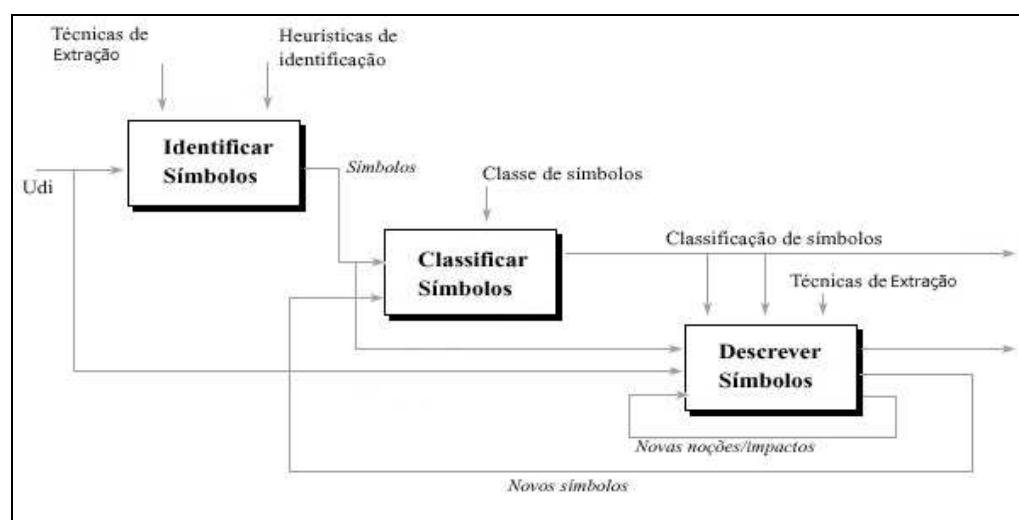 Técnicas de
Extração
Heurísticas de
identificação
Identificar
Símbolos
Udi
Símbolos
Classe de símbolos
Classificar
Símbolos
Classificação de símbolos
Técnicas de Extração
Descrever
Símbolos
Novas noções/impactos
Novos símbolos